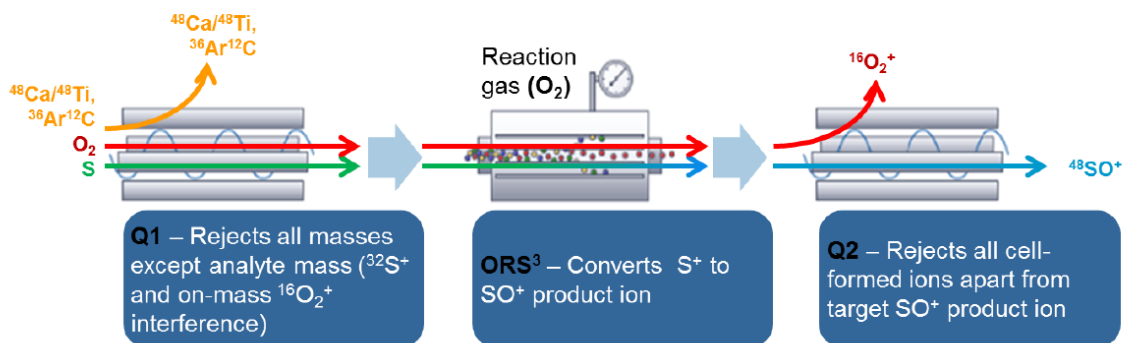 ⁴⁸Ca/⁴⁸Ti,
³⁶Ar¹²C
⁴⁸Ca/⁴⁸Ti,
³⁶Ar¹²C
O₂
S
Reaction
gas (O₂)
¹⁶O₂⁺
⁴⁸SO⁺
Q1 – Rejects all masses
except analyte mass (³²S⁺
and on-mass ¹⁶O₂⁺
interference)
ORS³ – Converts S⁺ to
SO⁺ product ion
Q2 – Rejects all cell-
formed ions apart from
target SO⁺ product ion